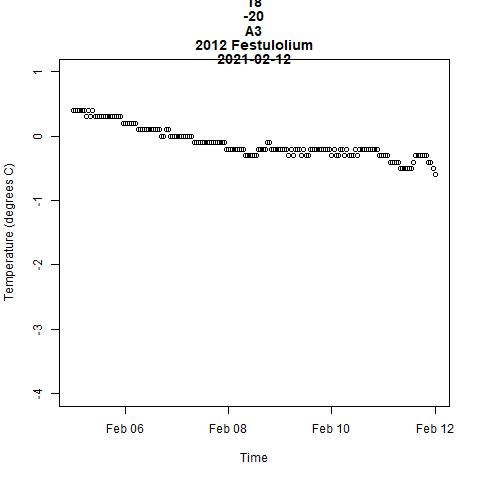 18
-20
A3
2012 Festulolium
2021-02-12
Temperature (degrees C)
1
0
-1
-2
-3
-4
Feb 06
Feb 08
Feb 10
Feb 12
Time